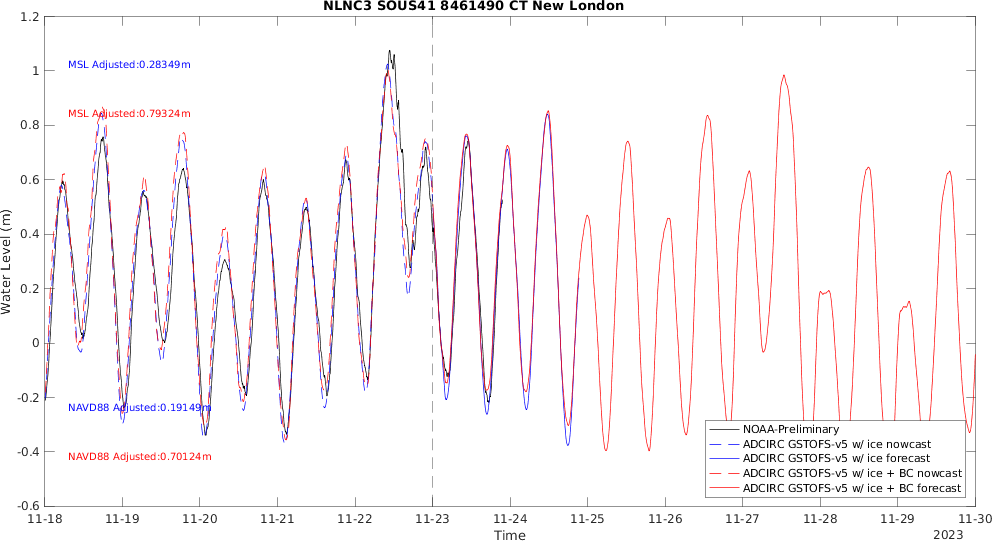 NLNC3 SOUS41 8461490 CT New London
1.2
1
0.8
0.6
0.4
0.2
0
-0.2
-0.4
-0.6
Water Level (m)
MSL Adjusted:0.28349m
MSL Adjusted:0.79324m
NAVD88 Adjusted:0.19149m
NAVD88 Adjusted:0.70124m
NOAA-Preliminary
ADCIRC GSTOFS-v5 w/ ice nowcast
ADCIRC GSTOFS-v5 w/ ice forecast
ADCIRC GSTOFS-v5 w/ ice + BC nowcast
ADCIRC GSTOFS-v5 w/ ice + BC forecast
11-18 11-19 11-20 11-21 11-22 11-23 11-24 11-25 11-26 11-27 11-28 11-29 11-30
Time
2023